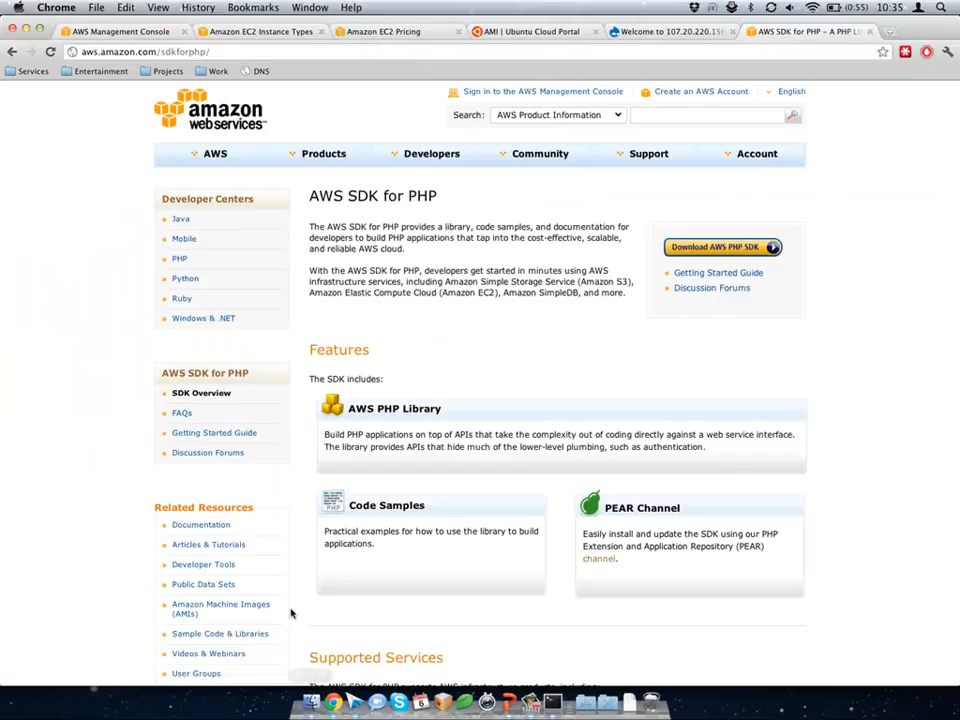 Chrome File Edit View History Bookmarks Window Help (0:55) 10:35
AWS Management Console Amazon EC2 Instance Types Amazon EC2 Pricing AMI | Ubuntu Cloud Portal Welcome to 107.20.220.15 AWS SDK for PHP – A PHP Li
aws.amazon.com/sdkforphp/
Services Entertainment Projects Work DNS
Sign in to the AWS Management Console Create an AWS Account English
amazon
web services™
Search: AWS Product Information
AWS Products Developers Community Support Account
Developer Centers
Java
Mobile
PHP
Python
Ruby
Windows & .NET
AWS SDK for PHP
SDK Overview
FAQs
Getting Started Guide
Discussion Forums
Related Resources
Documentation
Articles & Tutorials
Developer Tools
Public Data Sets
Amazon Machine Images
(AMIs)
Sample Code & Libraries
Videos & Webinars
User Groups
AWS SDK for PHP
The AWS SDK for PHP provides a library, code samples, and documentation for
developers to build PHP applications that tap into the cost-effective, scalable,
and reliable AWS cloud.
With the AWS SDK for PHP, developers get started in minutes using AWS
infrastructure services, including Amazon Simple Storage Service (Amazon S3),
Amazon Elastic Compute Cloud (Amazon EC2), Amazon SimpleDB, and more.
Download AWS PHP SDK
Getting Started Guide
Discussion Forums
Features
The SDK includes:
AWS PHP Library
Build PHP applications on top of APIs that take the complexity out of coding directly against a web service interface.
The library provides APIs that hide much of the lower-level plumbing, such as authentication.
PHP
Code Samples
Practical examples for how to use the library to build
applications.
PEAR Channel
Easily install and update the SDK using our PHP
Extension and Application Repository (PEAR)
channel.
Supported Services
6